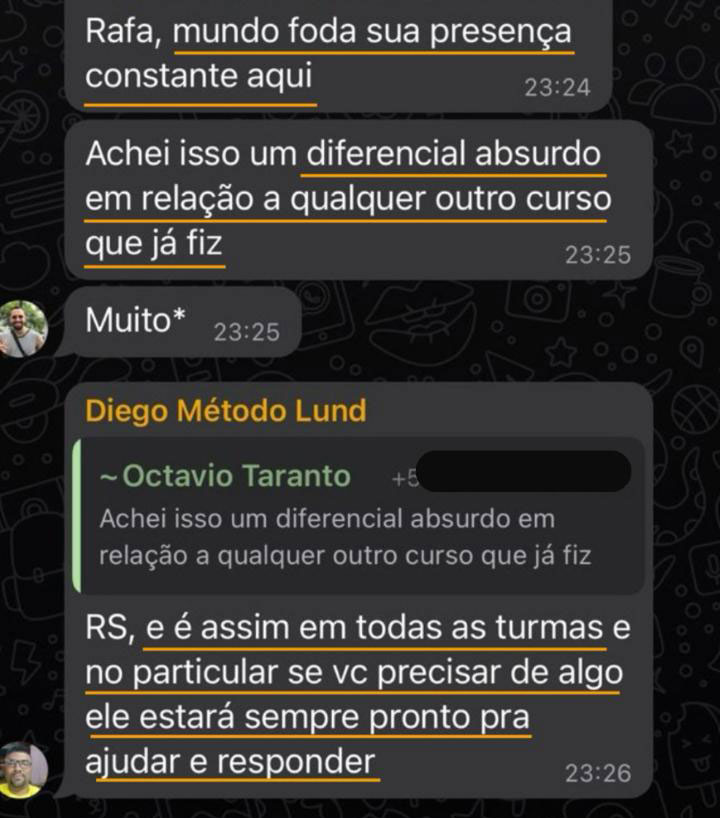 Rafa, mundo foda sua presença
constante aqui
23:24
Achei isso um diferencial absurdo
em relação a qualquer outro curso
que já fiz
23:25
Muito*
23:25
Diego Método Lund
~Octavio Taranto +5
Achei isso um diferencial absurdo em
relação a qualquer outro curso que já fiz
RS, e é assim em todas as turmas e
no particular se vc precisar de algo
ele estará sempre pronto pra
ajudar e responder
23:26